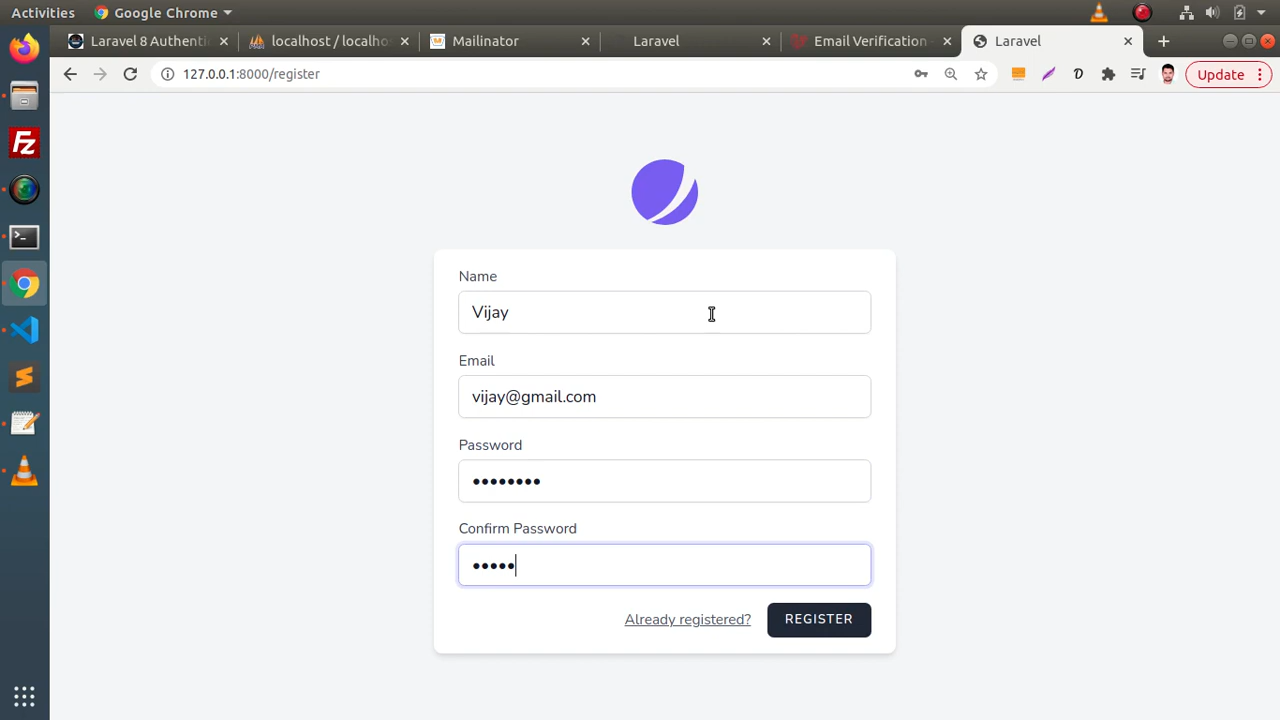 Activities Google Chrome
Laravel 8 Authenti localhost / localho Mailinator Laravel Email Verification - Laravel
127.0.0.1:8000/register Update
Name
Vijay
Email
vijay@gmail.com
Password
••••••••
Confirm Password
•••••
Already registered? REGISTER